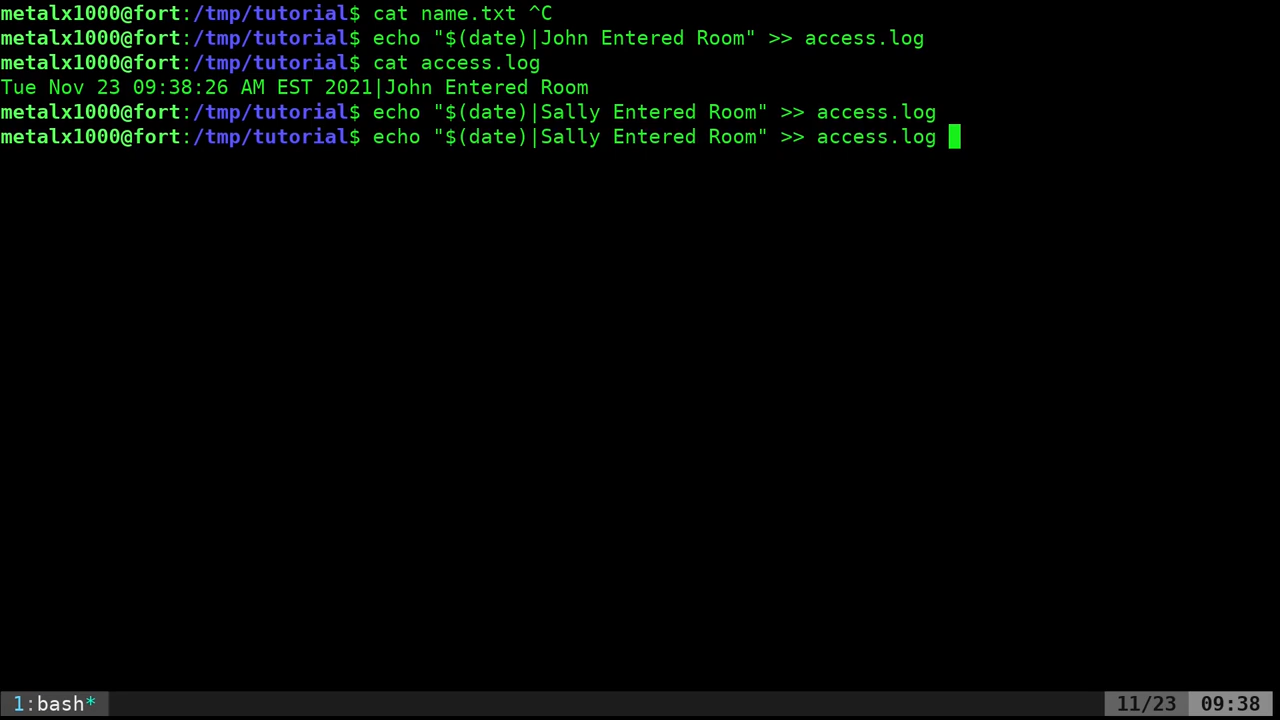 metalx1000@fort:/tmp/tutorial$ cat name.txt ^C
metalx1000@fort:/tmp/tutorial$ echo "$(date)|John Entered Room" >> access.log
metalx1000@fort:/tmp/tutorial$ cat access.log
Tue Nov 23 09:38:26 AM EST 2021|John Entered Room
metalx1000@fort:/tmp/tutorial$ echo "$(date)|Sally Entered Room" >> access.log
metalx1000@fort:/tmp/tutorial$ echo "$(date)|Sally Entered Room" >> access.log
1:bash* 11/23 09:38